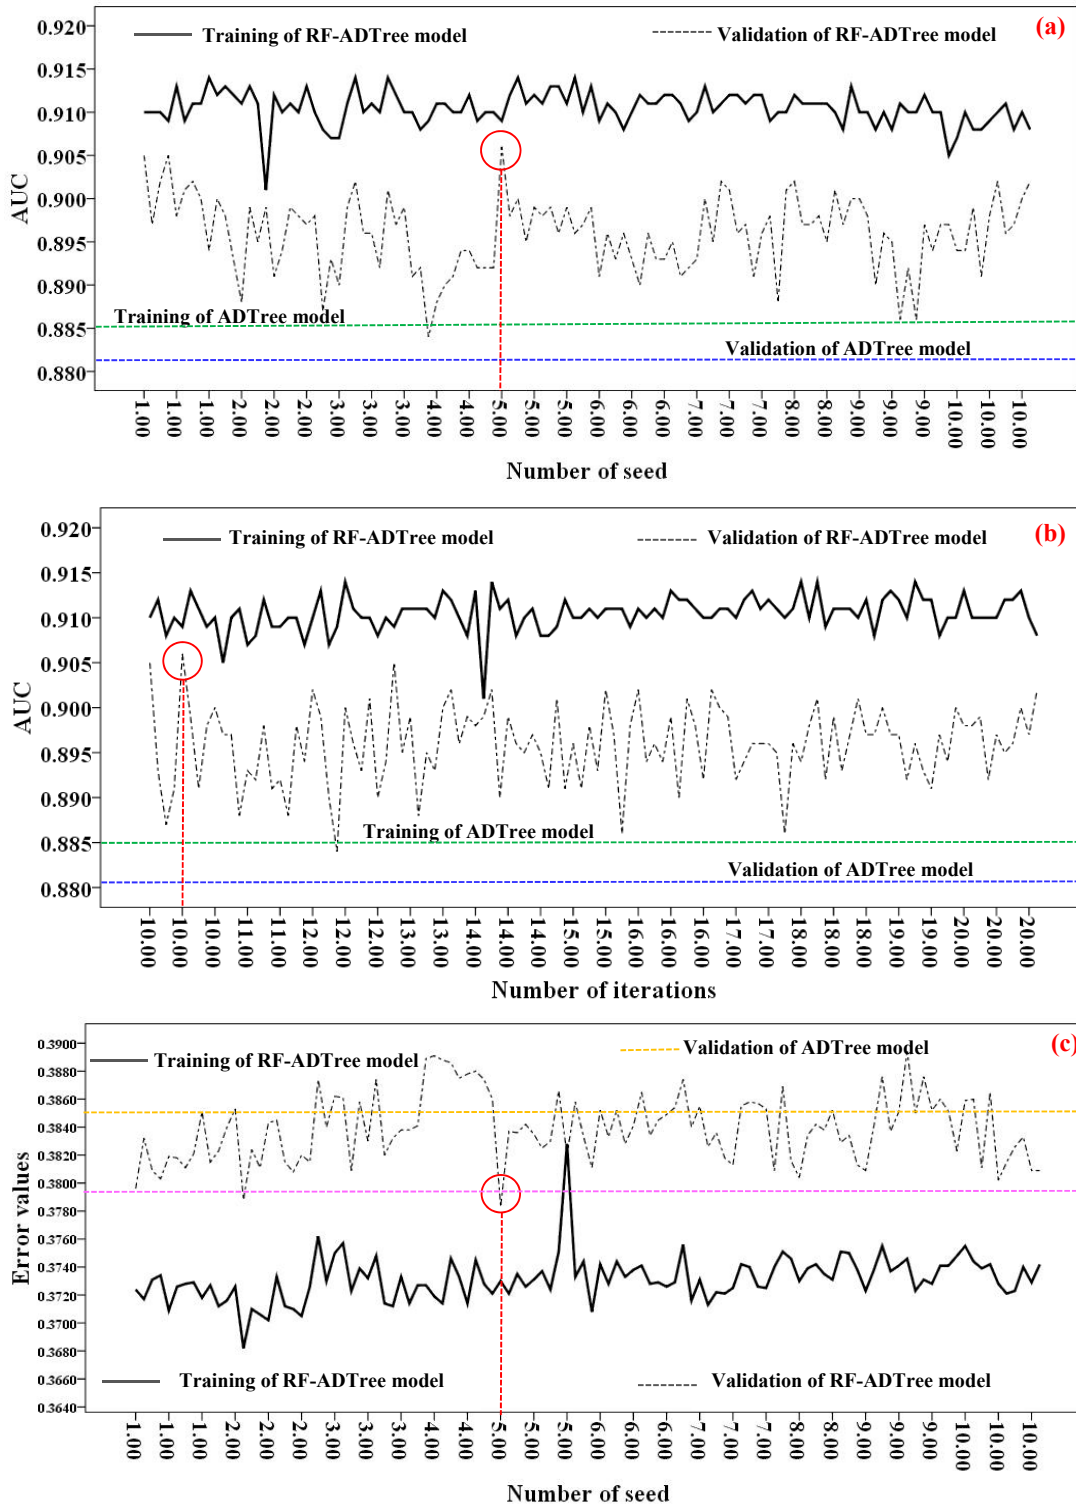 (a)
Training of RF-ADTree model
Validation of RF-ADTree model
0.920
0.915
0.910
0.905
0.900
0.895
0.890
0.885
0.880
AUC
Training of ADTree model
Validation of ADTree model
1.00 1.00 1.00 2.00 2.00 2.00 3.00 3.00 3.00 4.00 4.00 5.00 5.00 5.00 6.00 6.00 6.00 7.00 7.00 7.00 8.00 8.00 8.00 9.00 9.00 10.00 10.00 10.00
Number of seed
(b)
Training of RF-ADTree model
Validation of RF-ADTree model
0.920
0.915
0.910
0.905
0.900
0.895
0.890
0.885
0.880
AUC
Training of ADTree model
Validation of ADTree model
10.00 10.00 10.00 11.00 11.00 12.00 12.00 12.00 13.00 13.00 14.00 14.00 14.00 15.00 15.00 16.00 16.00 16.00 17.00 17.00 18.00 18.00 18.00 19.00 19.00 20.00 20.00 20.00
Number of iterations
(c)
Training of RF-ADTree model
Validation of ADTree model
0.3900
0.3880
0.3860
0.3840
0.3820
0.3800
0.3780
0.3760
0.3740
0.3720
0.3700
0.3680
0.3660
0.3640
Error values
Training of RF-ADTree model
Validation of RF-ADTree model
1.00 1.00 1.00 2.00 2.00 2.00 3.00 3.00 3.00 4.00 4.00 5.00 5.00 5.00 6.00 6.00 6.00 7.00 7.00 7.00 8.00 8.00 8.00 9.00 9.00 10.00 10.00
Number of seed